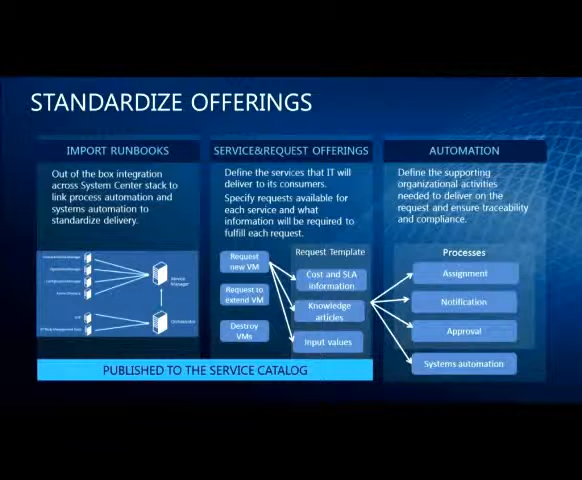 STANDARDIZE OFFERINGS
IMPORT RUNBOOKS
Out of the box integration
across System Center stack to
link process automation and
systems automation to
standardize delivery.
Service
Manager
Orchestrator
SERVICE&REQUEST OFFERINGS
Define the services that IT will
deliver to its consumers.
Specify requests available for
each service and what
information will be required to
fulfill each request.
Request
new VM
Request to
extend VM
Destroy
VMs
Request Template
Cost and SLA
information
Knowledge
articles
Input values
PUBLISHED TO THE SERVICE CATALOG
AUTOMATION
Define the supporting
organizational activities
needed to deliver on the
request and ensure traceability
and compliance.
Processes
Assignment
Notification
Approval
Systems automation